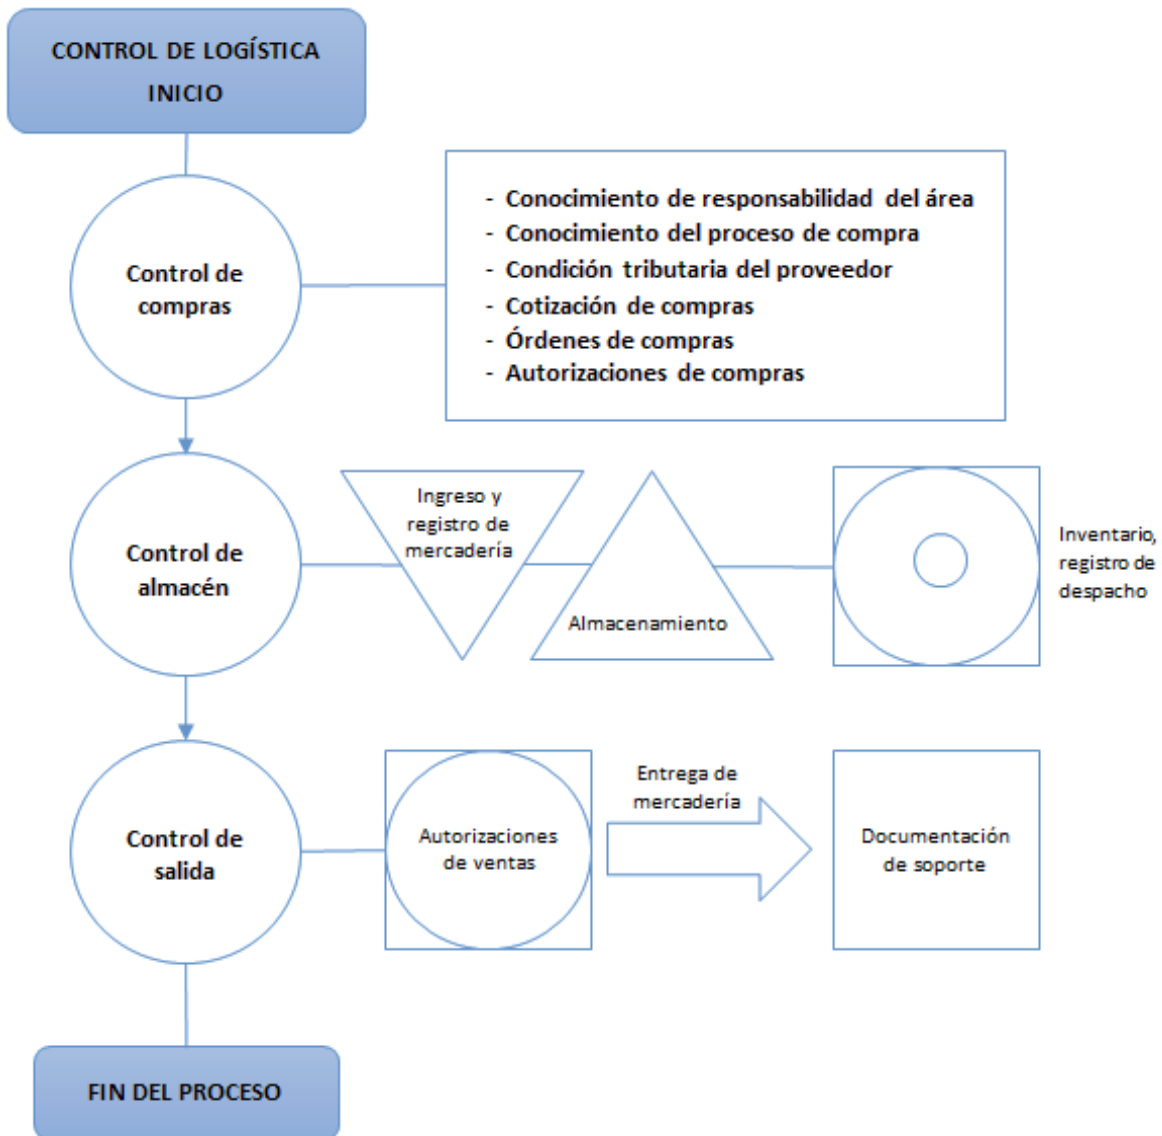 CONTROL DE LOGÍSTICA
INICIO
Control de
compras
- Conocimiento de responsabilidad del área
- Conocimiento del proceso de compra
- Condición tributaria del proveedor
- Cotización de compras
- Órdenes de compras
- Autorizaciones de compras
Control de
almacén
Ingreso y
registro de
mercadería
Almacenamiento
Inventario,
registro de
despacho
Control de
salida
Autorizaciones
de ventas
Entrega de
mercadería
Documentación
de soporte
FIN DEL PROCESO